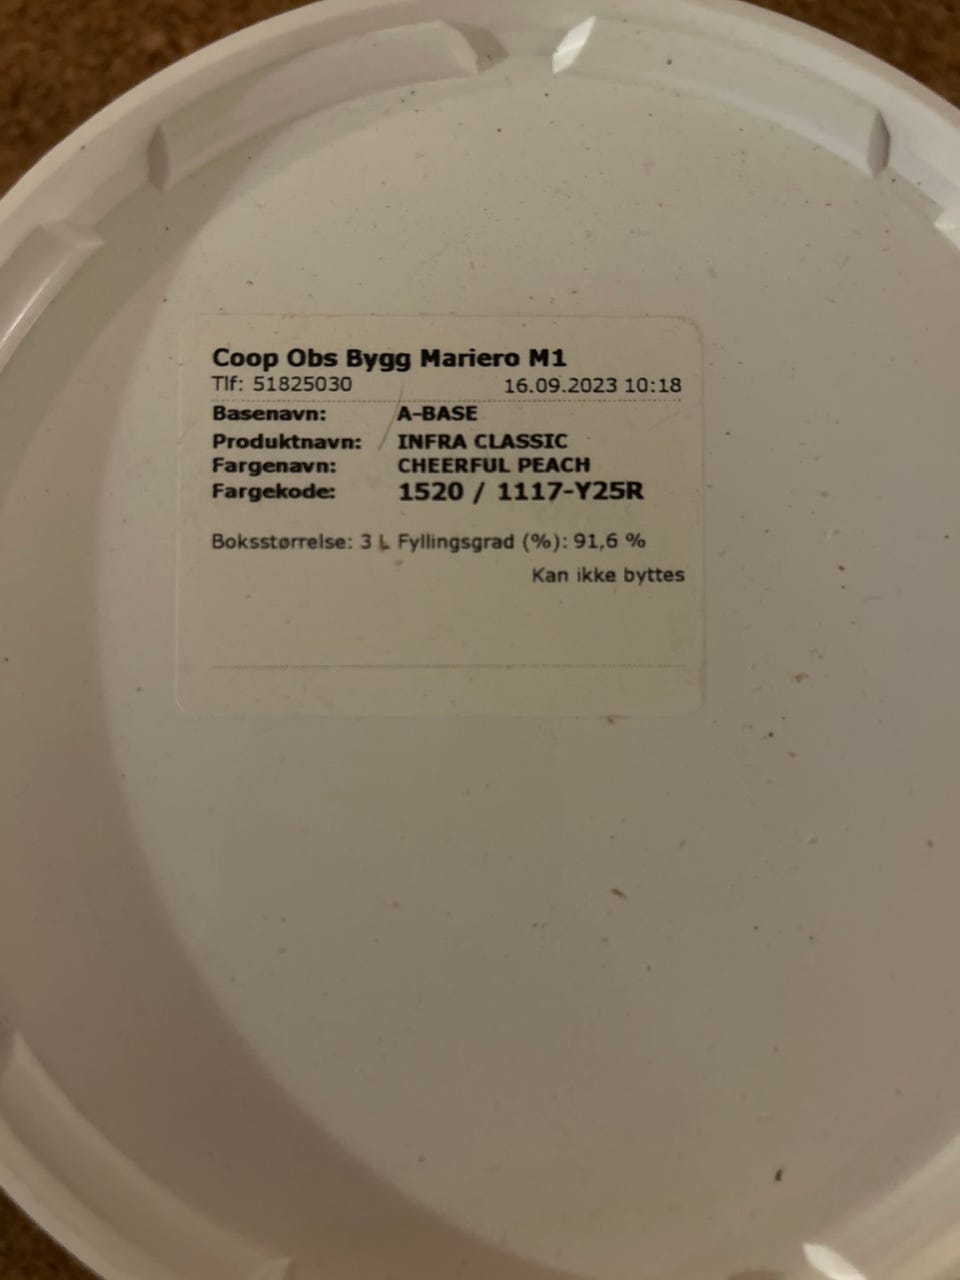 Coop Obs Bygg Mariero M1
Tlf: 51825030 16.09.2023 10:18
Basenavn: A-BASE
Produktnavn: INFRA CLASSIC
Fargenavn: CHEERFUL PEACH
Fargekode: 1520 / 1117-Y25R
Boksstørrelse: 3 L Fyllingsgrad (%): 91,6 %
Kan ikke byttes